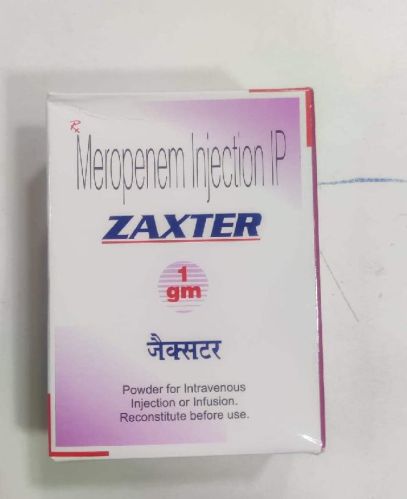 Rx
Meropenem Injection IP
ZAXTER
1
gm
जैक्सटर
Powder for Intravenous
Injection or Infusion.
Reconstitute before use.